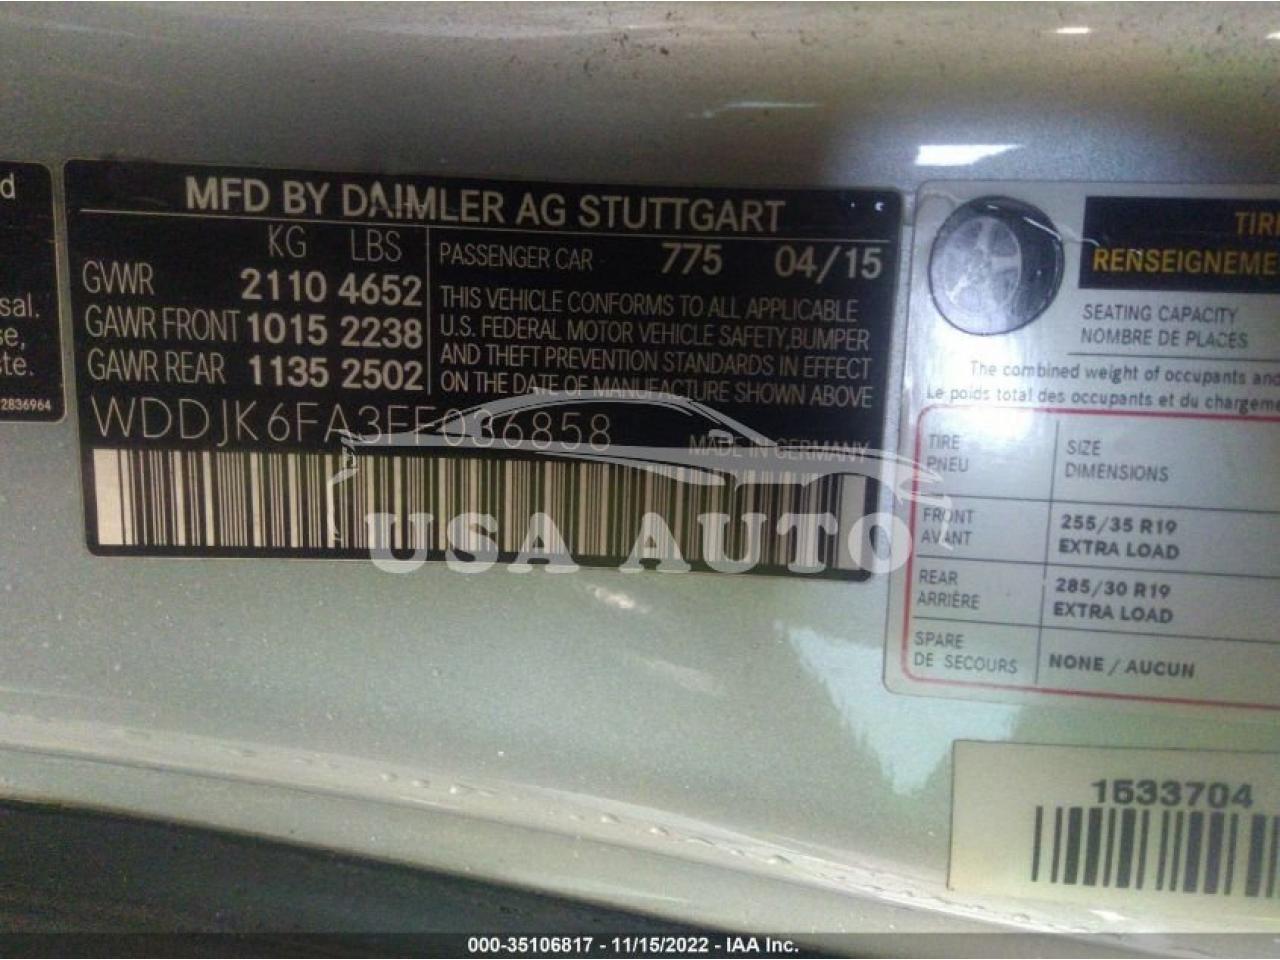 d
sal.
se,
ste.
2836964
MFD BY DAIMLER AG STUTTGART
KG LBS
GVWR 2110 4652
GAWR FRONT 1015 2238
GAWR REAR 1135 2502
PASSENGER CAR 775 04/15
THIS VEHICLE CONFORMS TO ALL APPLICABLE
U.S. FEDERAL MOTOR VEHICLE SAFETY, BUMPER
AND THEFT PREVENTION STANDARDS IN EFFECT
ON THE DATE OF MANUFACTURE SHOWN ABOVE
WDDJK6FA3FF036858
MADE IN GERMANY
USA AUTO
TIRE
RENSEIGNEME
SEATING CAPACITY
NOMBRE DE PLACES
The combined weight of occupants and
Le poids total des occupants et du chargem
TIRE SIZE
PNEU DIMENSIONS
FRONT 255/35 R19
AVANT EXTRA LOAD
REAR 285/30 R19
ARRIÈRE EXTRA LOAD
SPARE NONE / AUCUN
DE SECOURS
1533704
000-35106817 - 11/15/2022 - IAA Inc.